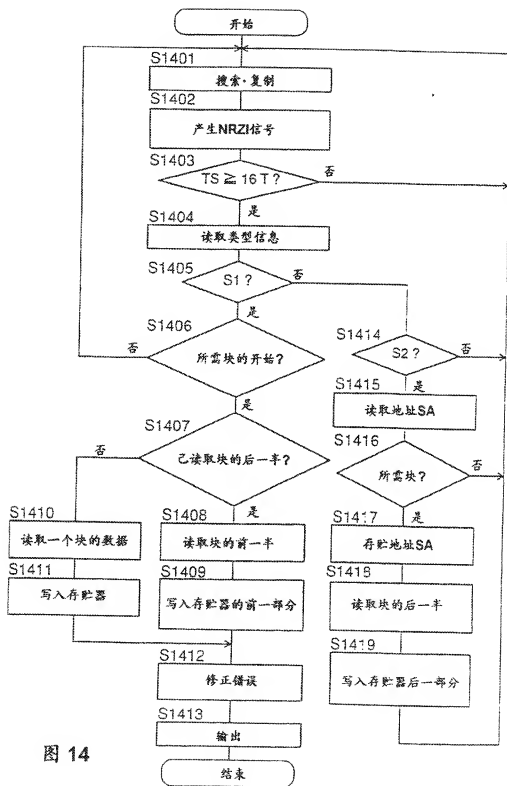 开始
S1401
搜索·复制
S1402
产生NRZI信号
S1403
TS ≧ 16 T ?
否
是
S1404
读取类型信息
S1405
S1 ?
否
是
S1406
所需块的开始?
否
是
S1407
已读取块的后一半?
否
是
S1410
读取一个块的数据
S1411
写入存贮器
S1408
读取块的前一半
S1409
写入存贮器的前一部分
S1412
修正错误
S1413
输出
结束
S1414
S2 ?
否
是
S1415
读取地址SA
S1416
所需块?
否
是
S1417
存贮地址SA
S1418
读取块的后一半
S1419
写入存贮器后一部分
图 14